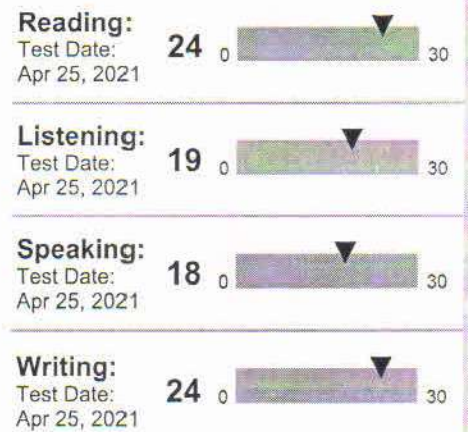 Reading:
Test Date:
Apr 25, 2021
24
0
30
Listening:
Test Date:
Apr 25, 2021
19
0
30
Speaking:
Test Date:
Apr 25, 2021
18
0
30
Writing:
Test Date:
Apr 25, 2021
24
0
30